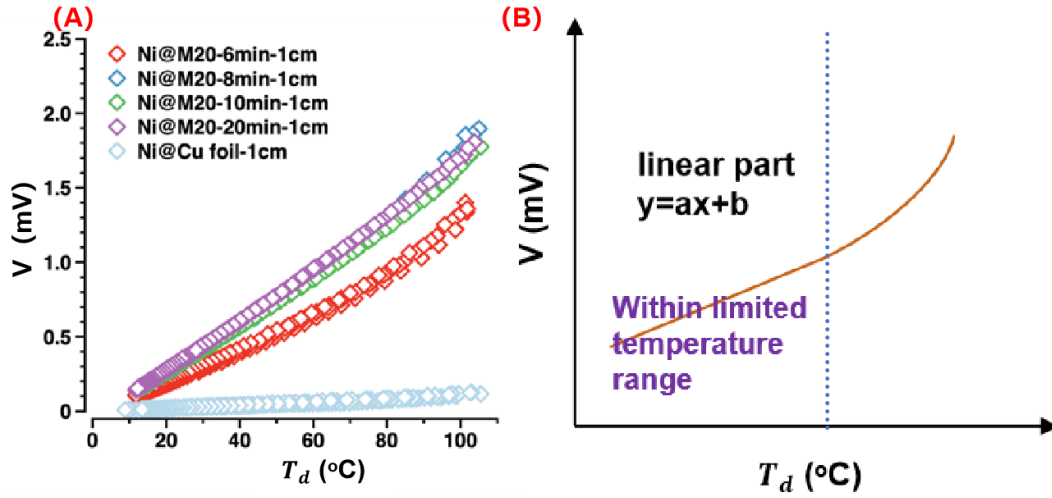 (A)
2.5
2.0
1.5
1.0
0.5
0
V (mV)
Ni@M20-6min-1cm
Ni@M20-8min-1cm
Ni@M20-10min-1cm
Ni@M20-20min-1cm
Ni@Cu foil-1cm
0 20 40 60 80 100
T_d (°C)
(B)
V (mV)
linear part
y=ax+b
Within limited
temperature
range
T_d (°C)